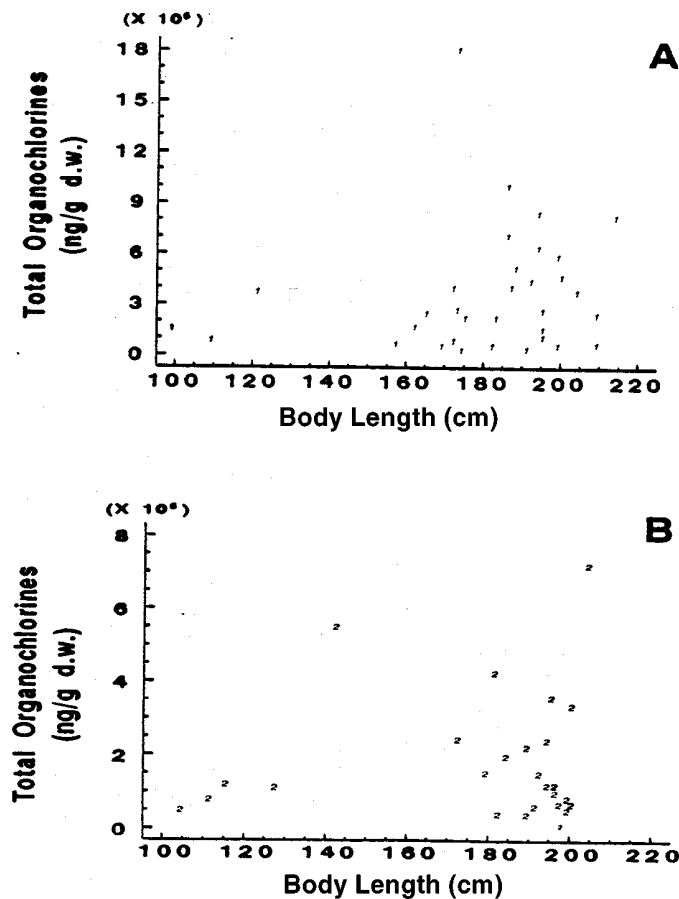 (X 10⁶)
A
18
15
12
9
6
3
0
Total Organochlorines
(ng/g d.w.)
100 120 140 160 180 200 220
Body Length (cm)
(X 10⁶)
B
8
6
4
2
0
Total Organochlorines
(ng/g d.w.)
100 120 140 160 180 200 220
Body Length (cm)